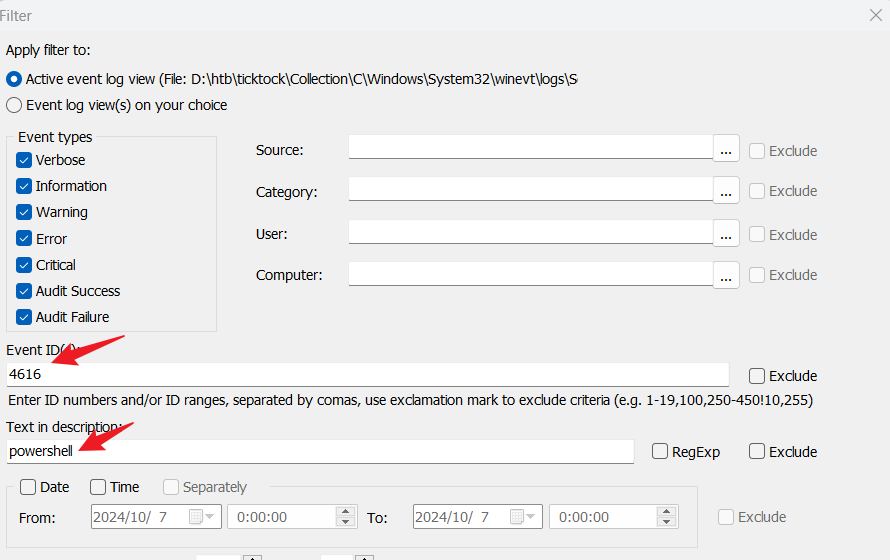 Filter
Apply filter to:
Active event log view (File: D:\htb\ticktock\Collection\C\Windows\System32\winevt\logs\S
Event log view(s) on your choice
Event types
Verbose
Information
Warning
Error
Critical
Audit Success
Audit Failure
Source: ... Exclude
Category: ... Exclude
User: ... Exclude
Computer: ... Exclude
Event ID(s):
4616 Exclude
Enter ID numbers and/or ID ranges, separated by comas, use exclamation mark to exclude criteria (e.g. 1-19,100,250-450!10,255)
Text in description:
powershell RegExp Exclude
Date Time Separately
From: 2024/10/ 7 0:00:00 To: 2024/10/ 7 0:00:00 Exclude